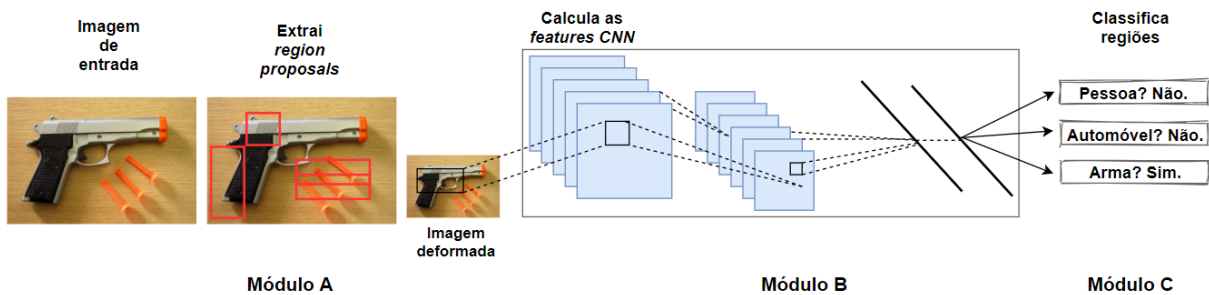 Imagem
de
entrada
Extrai
region
proposals
Imagem
deformada
Calcula as
features CNN
Classifica
regiões
Pessoa? Não.
Automóvel? Não.
Arma? Sim.
Módulo A
Módulo B
Módulo C